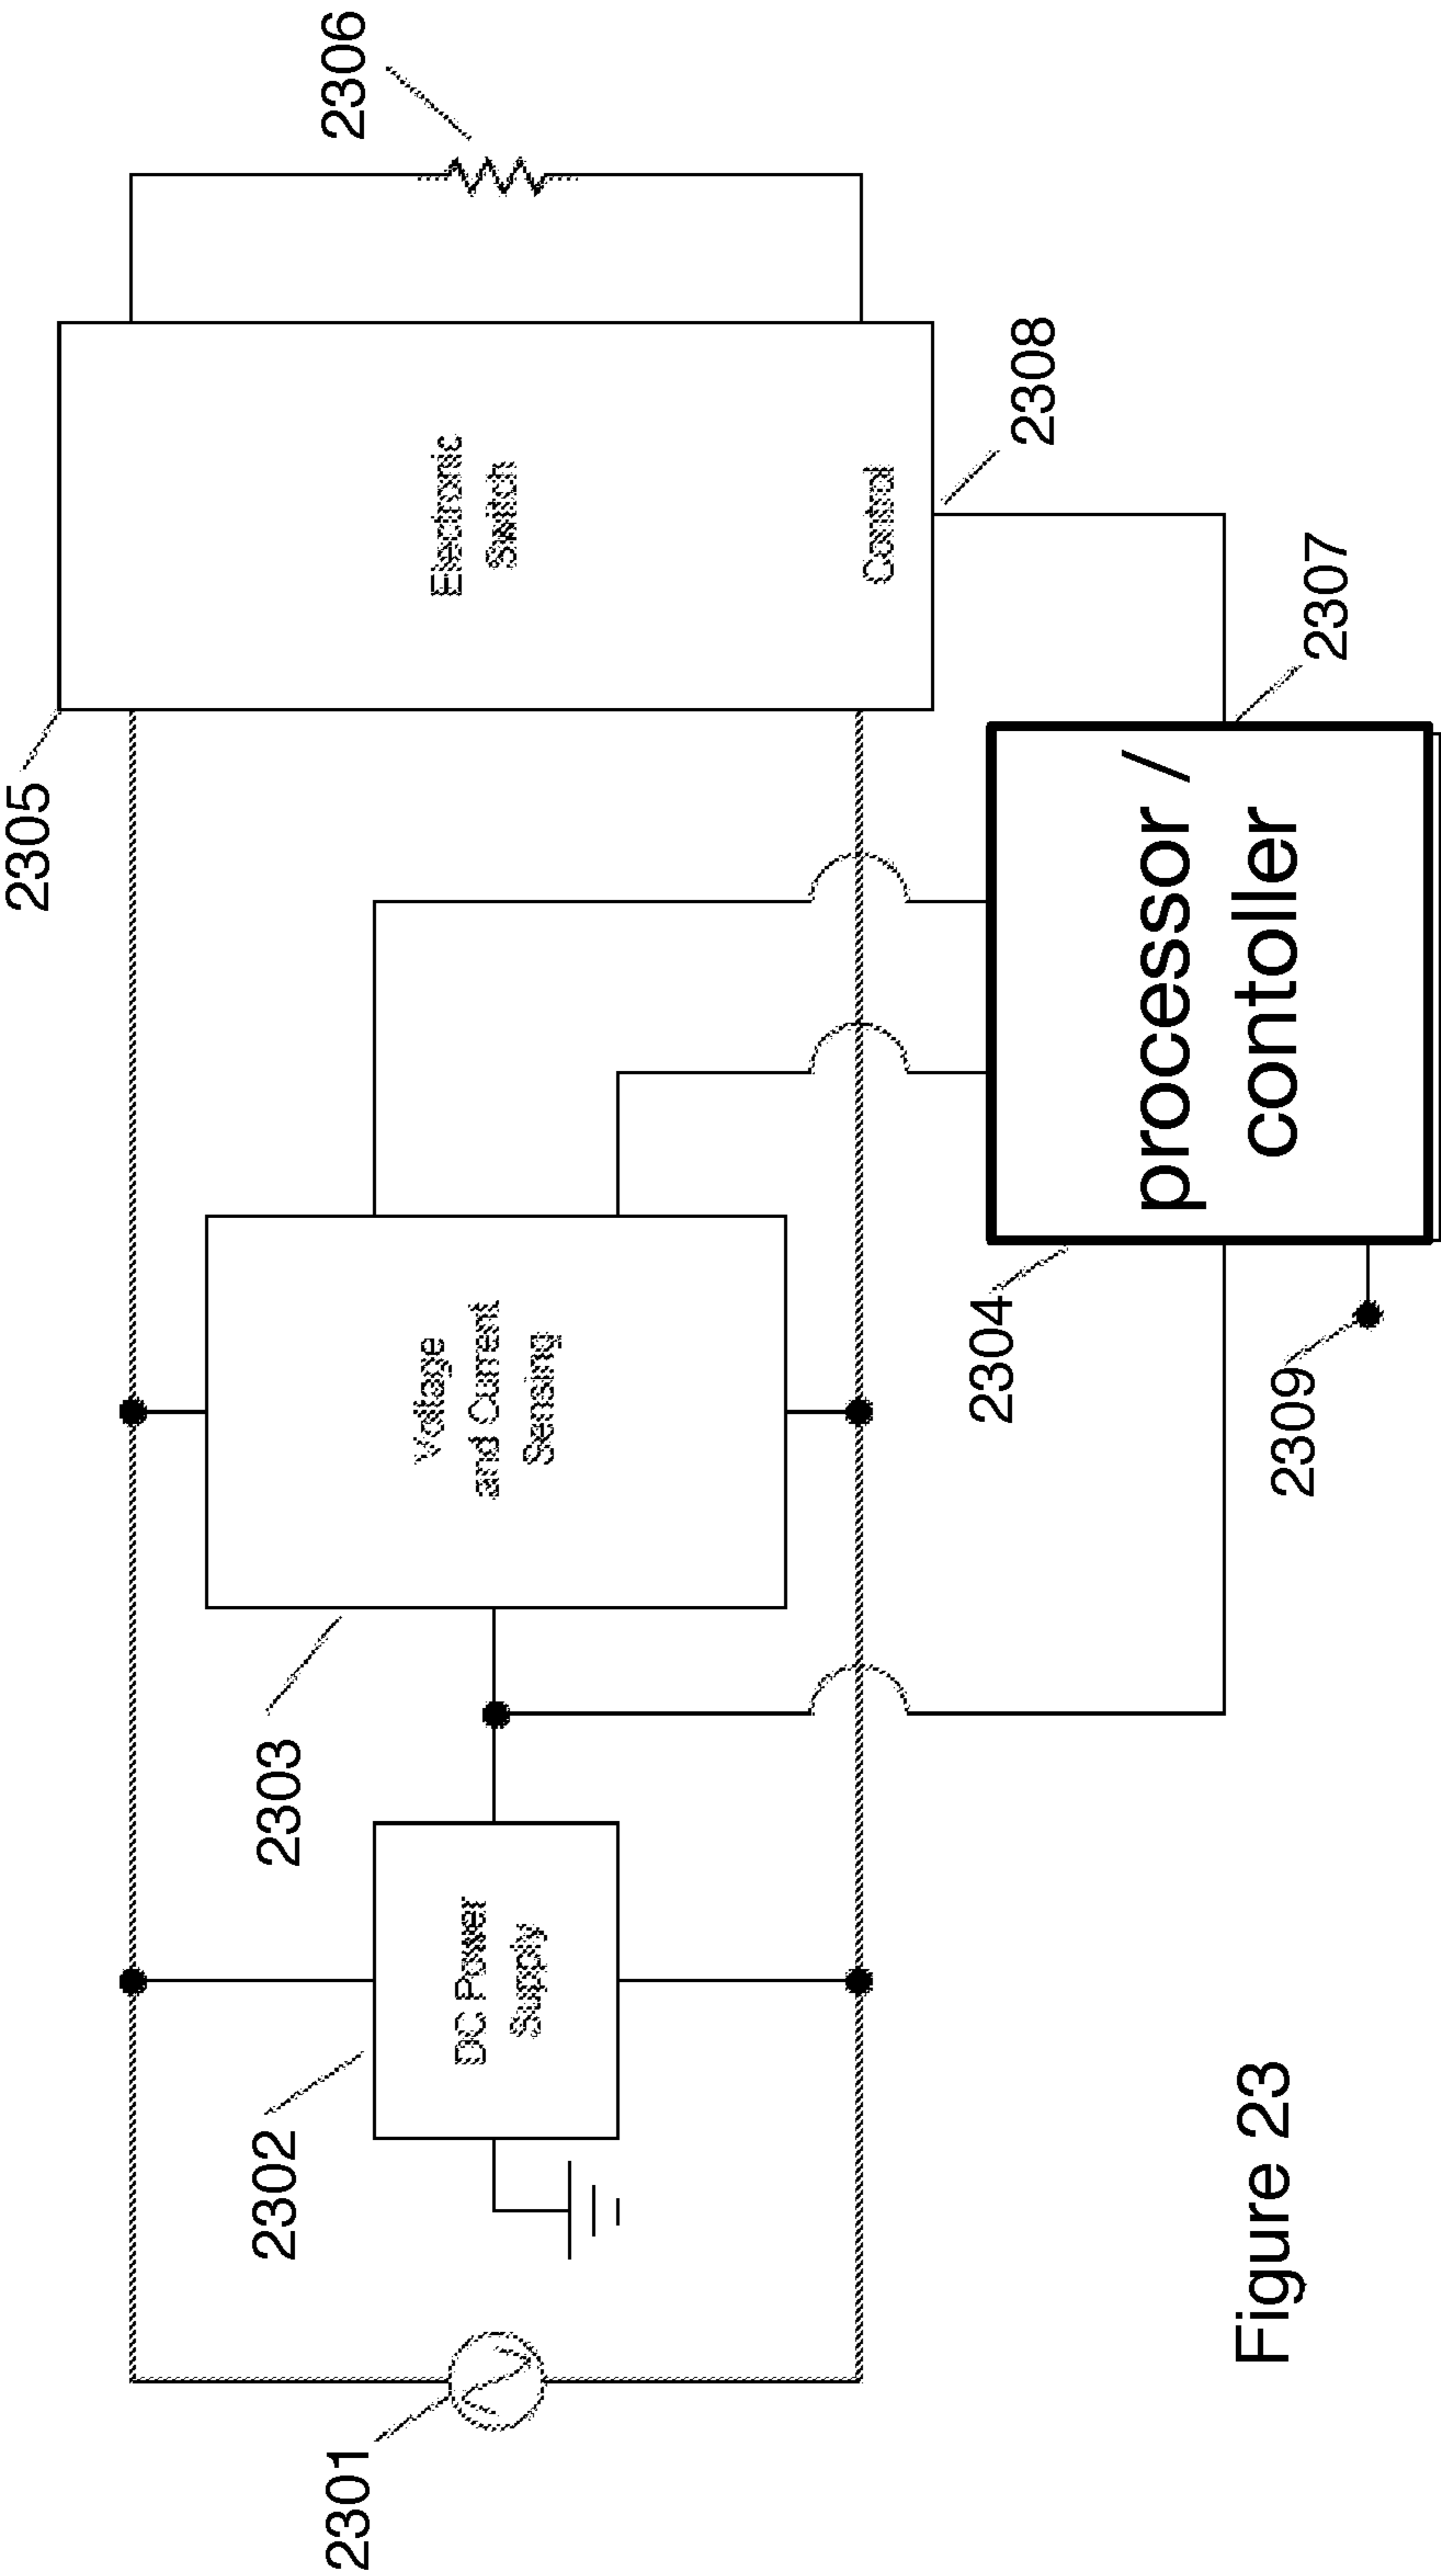 2305
2306
2303
2302
2301
Electronic
Switch
Control
2308
Voltage
and Current
Sensing
DC Power
Supply
2304
2307
processor /
contoller
2309
Figure 23